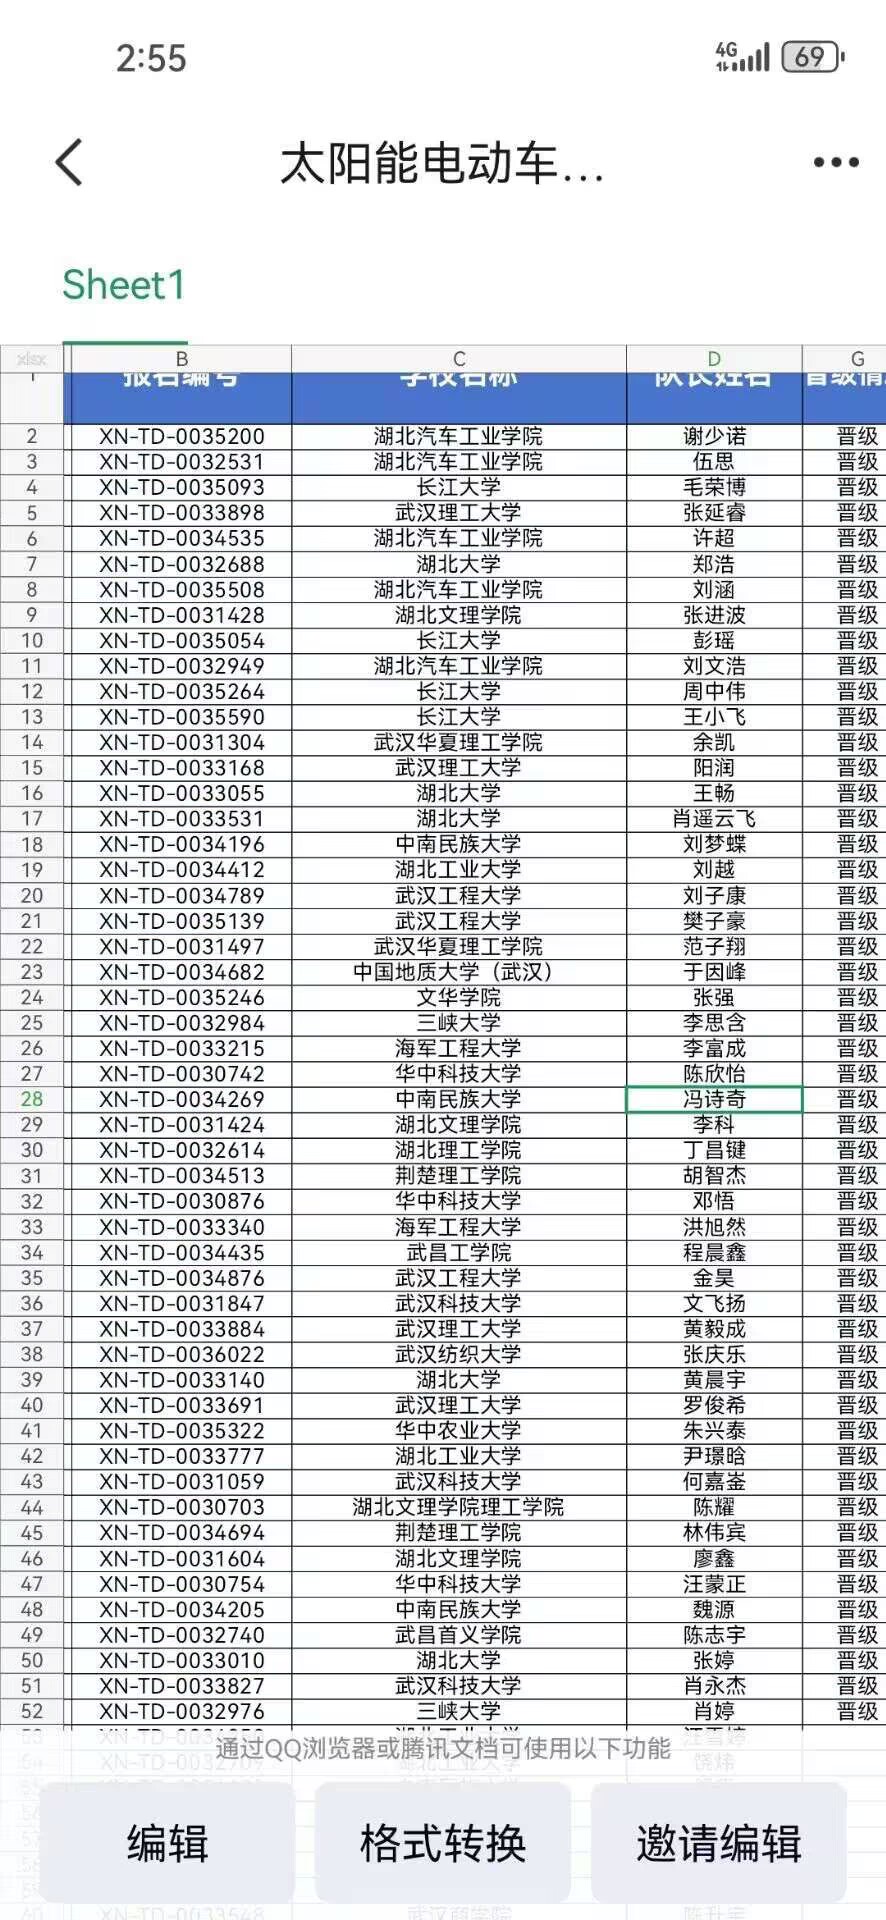 2:55 4G 69
太阳能电动车...
Sheet1
xlsx B C D G
1 报名编号 学校名称 队长姓名 晋级情
2 XN-TD-0035200 湖北汽车工业学院 谢少诺 晋级
3 XN-TD-0032531 湖北汽车工业学院 伍思 晋级
4 XN-TD-0035093 长江大学 毛荣博 晋级
5 XN-TD-0033898 武汉理工大学 张延睿 晋级
6 XN-TD-0034535 湖北汽车工业学院 许超 晋级
7 XN-TD-0032688 湖北大学 郑浩 晋级
8 XN-TD-0035508 湖北汽车工业学院 刘涵 晋级
9 XN-TD-0031428 湖北文理学院 张进波 晋级
10 XN-TD-0035054 长江大学 彭瑶 晋级
11 XN-TD-0032949 湖北汽车工业学院 刘文浩 晋级
12 XN-TD-0035264 长江大学 周中伟 晋级
13 XN-TD-0035590 长江大学 王小飞 晋级
14 XN-TD-0031304 武汉华夏理工学院 余凯 晋级
15 XN-TD-0033168 武汉理工大学 阳润 晋级
16 XN-TD-0033055 湖北大学 王畅 晋级
17 XN-TD-0033531 湖北大学 肖遥云飞 晋级
18 XN-TD-0034196 中南民族大学 刘梦蝶 晋级
19 XN-TD-0034412 湖北工业大学 刘越 晋级
20 XN-TD-0034789 武汉工程大学 刘子康 晋级
21 XN-TD-0035139 武汉工程大学 樊子豪 晋级
22 XN-TD-0031497 武汉华夏理工学院 范子翔 晋级
23 XN-TD-0034682 中国地质大学（武汉） 于因峰 晋级
24 XN-TD-0035246 文华学院 张强 晋级
25 XN-TD-0032984 三峡大学 李思含 晋级
26 XN-TD-0033215 海军工程大学 李富成 晋级
27 XN-TD-0030742 华中科技大学 陈欣怡 晋级
28 XN-TD-0034269 中南民族大学 冯诗奇 晋级
29 XN-TD-0031424 湖北文理学院 李科 晋级
30 XN-TD-0032614 湖北理工学院 丁昌键 晋级
31 XN-TD-0034513 荆楚理工学院 胡智杰 晋级
32 XN-TD-0030876 华中科技大学 邓悟 晋级
33 XN-TD-0033340 海军工程大学 洪旭然 晋级
34 XN-TD-0034435 武昌工学院 程晨鑫 晋级
35 XN-TD-0034876 武汉工程大学 金昊 晋级
36 XN-TD-0031847 武汉科技大学 文飞扬 晋级
37 XN-TD-0033884 武汉理工大学 黄毅成 晋级
38 XN-TD-0036022 武汉纺织大学 张庆乐 晋级
39 XN-TD-0033140 湖北大学 黄晨宇 晋级
40 XN-TD-0033691 武汉理工大学 罗俊希 晋级
41 XN-TD-0035322 华中农业大学 朱兴泰 晋级
42 XN-TD-0033777 湖北工业大学 尹璟晗 晋级
43 XN-TD-0031059 武汉科技大学 何嘉崟 晋级
44 XN-TD-0030703 湖北文理学院理工学院 陈耀 晋级
45 XN-TD-0034694 荆楚理工学院 林伟宾 晋级
46 XN-TD-0031604 湖北文理学院 廖鑫 晋级
47 XN-TD-0030754 华中科技大学 汪蒙正 晋级
48 XN-TD-0034205 中南民族大学 魏源 晋级
49 XN-TD-0032740 武昌首义学院 陈志宇 晋级
50 XN-TD-0033010 湖北大学 张婷 晋级
51 XN-TD-0033827 武汉科技大学 肖永杰 晋级
52 XN-TD-0032976 三峡大学 肖婷 晋级
通过QQ浏览器或腾讯文档可使用以下功能
编辑 格式转换 邀请编辑
60 XN-TD-0033548 武汉商学院